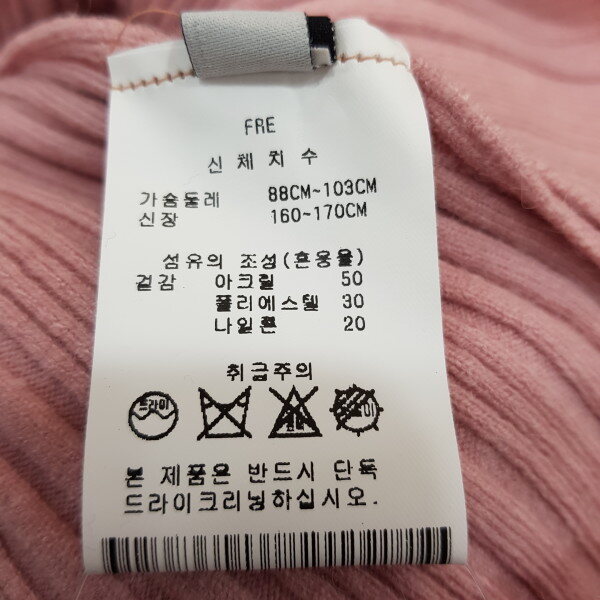 FRE
신 체 치 수
가슴둘레 88CM~103CM
신장 160~170CM
섬유의 조성(혼용율)
겉감 아크릴 50
폴리에스텔 30
나일론 20
취급주의
드라이
본 제품은 반드시 단독
드라이크리닝하십시오.